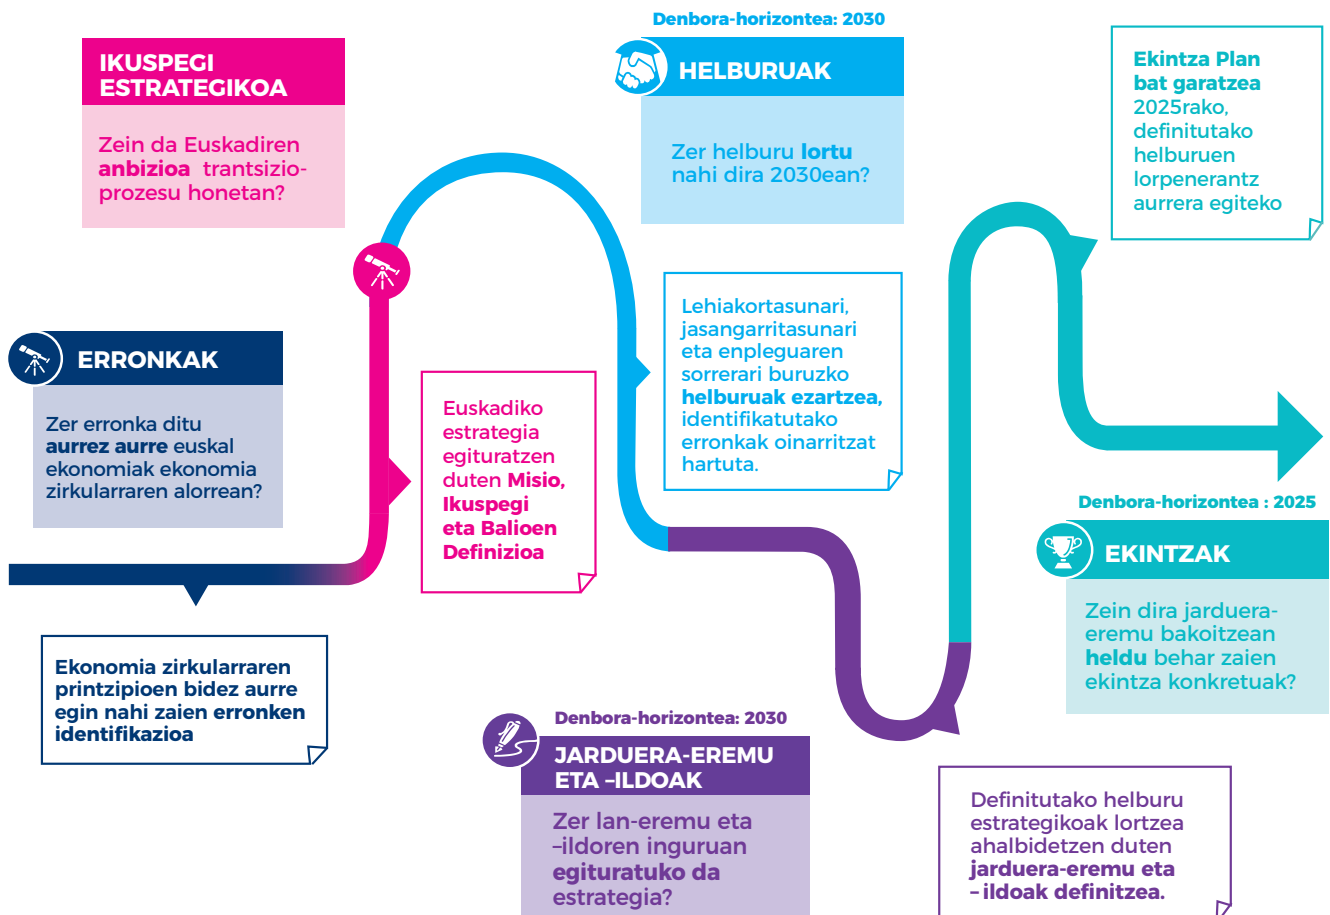 IKUSPEGI
ESTRATEGIKOA
Zein da Euskadiren
anbizioa trantsizio-
prozesu honetan?
Denbora-horizontea: 2030
HELBURUAK
Zer helburu lortu
nahi dira 2030ean?
Ekintza Plan
bat garatzea
2025rako,
definitutako
helburuen
lorpenerantz
aurrera egiteko
ERRONKAK
Zer erronka ditu
aurrez aurre euskal
ekonomiak ekonomia
zirkularraren alorrean?
Euskadiko
estrategia
egituratzen
duten Misio,
Ikuspegi
eta Balioen
Definizioa
Lehiakortasunari,
jasangarritasunari
eta enpleguaren
sorrerari buruzko
helburuak ezartzea,
identifikatutako
erronkak oinarritzat
hartuta.
Denbora-horizontea : 2025
EKINTZAK
Zein dira jarduera-
eremu bakoitzean
heldu behar zaien
ekintza konkretuak?
Ekonomia zirkularraren
printzipioen bidez aurre
egin nahi zaien erronken
identifikazioa
Denbora-horizontea: 2030
JARDUERA-EREMU
ETA –ILDOAK
Zer lan-eremu eta
–ildoren inguruan
egituratuko da
estrategia?
Definitutako helburu
estrategikoak lortzea
ahalbidetzen duten
jarduera-eremu eta
– ildoak definitzea.